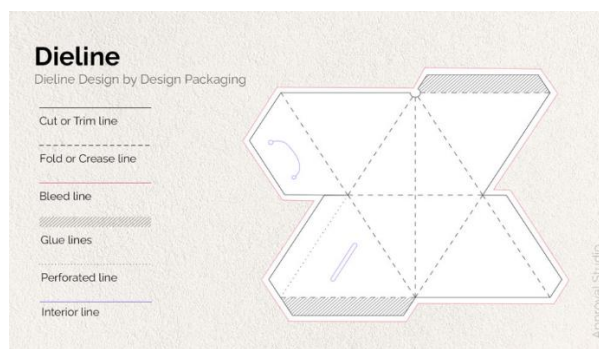 Dieline
Dieline Design by Design Packaging
Cut or Trim line
Fold or Crease line
Bleed line
Glue lines
Perforated line
Interior line
Approval Studio